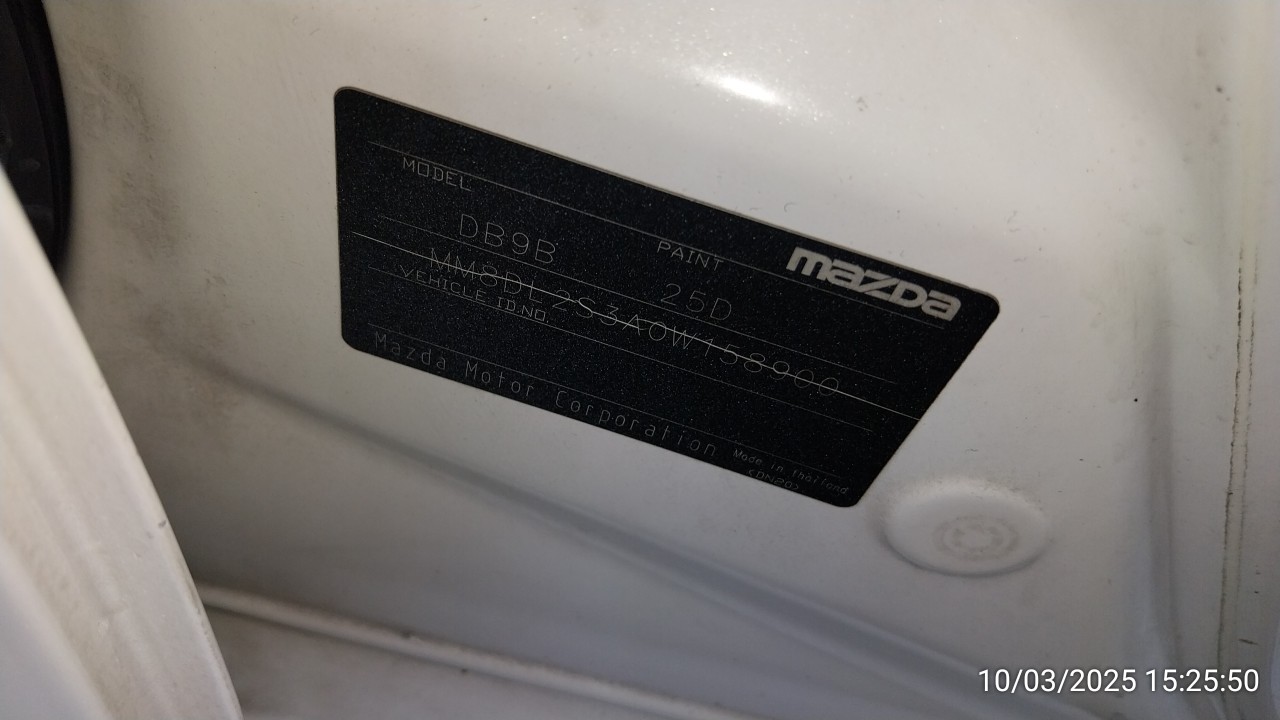 mazda
MODEL
DB9B
PAINT
25D
MM8DL2S3A0W158900
VEHICLE ID.NO.
Mazda Motor Corporation
Made in Thailand
10/03/2025 15:25:50